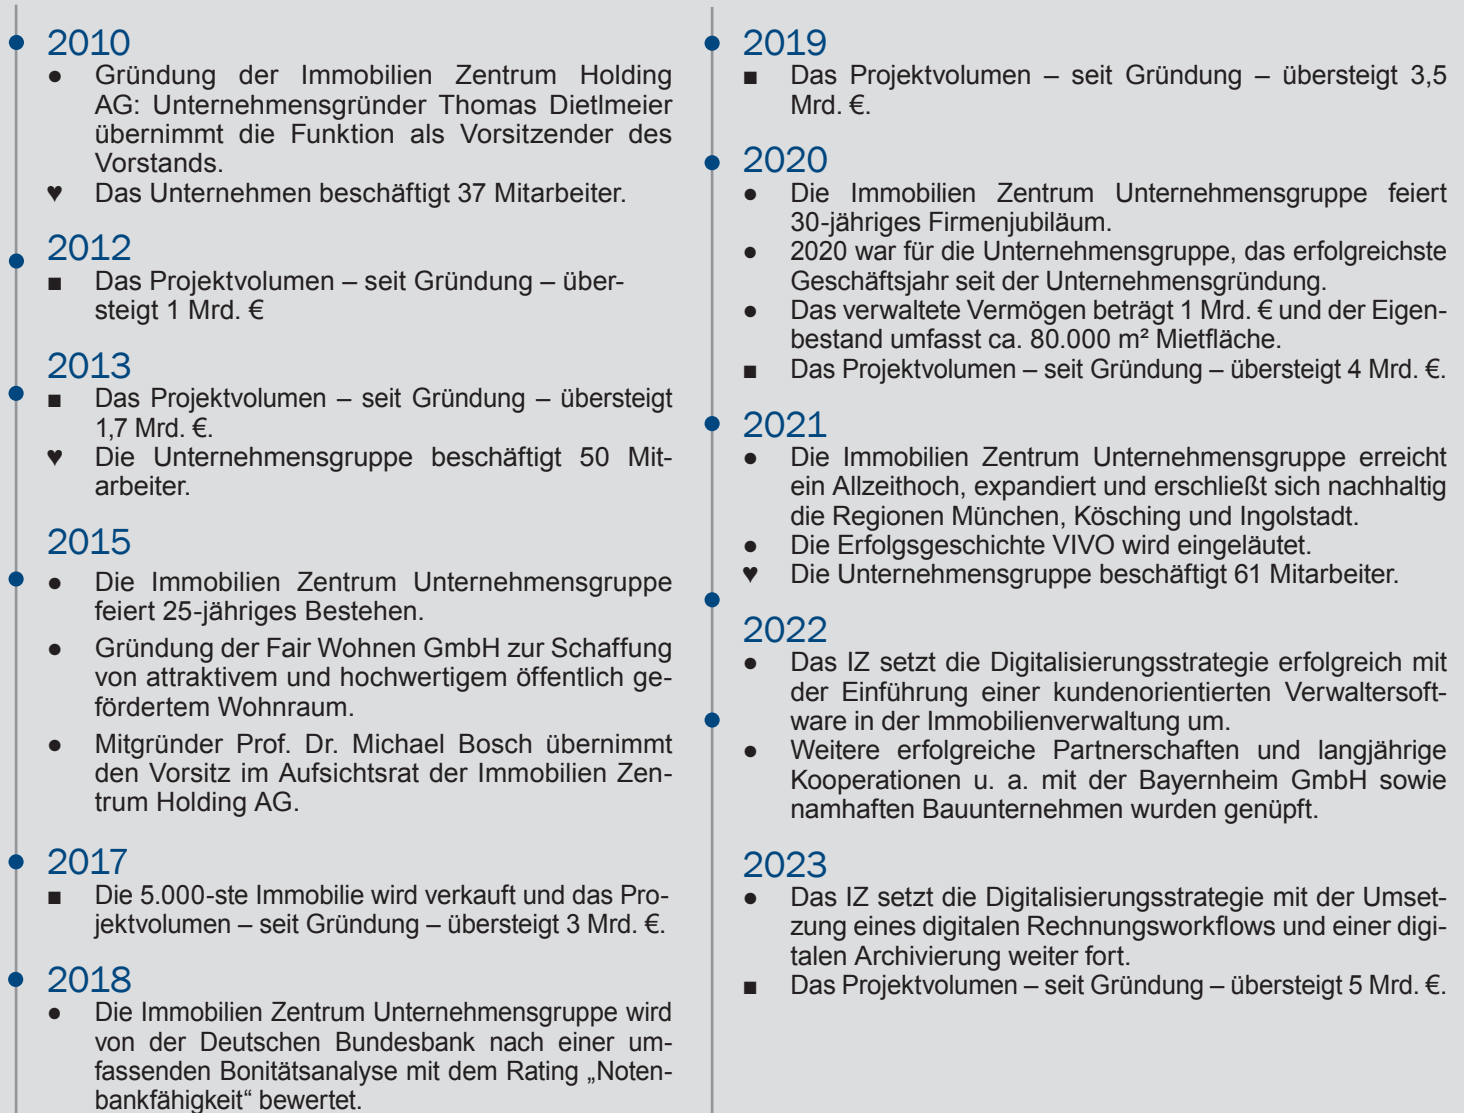 2010
● Gründung der Immobilien Zentrum Holding
AG: Unternehmensgründer Thomas Dietlmeier
übernimmt die Funktion als Vorsitzender des
Vorstands.
♥ Das Unternehmen beschäftigt 37 Mitarbeiter.
2012
■ Das Projektvolumen – seit Gründung – über-
steigt 1 Mrd. €
2013
■ Das Projektvolumen – seit Gründung – übersteigt
1,7 Mrd. €.
♥ Die Unternehmensgruppe beschäftigt 50 Mit-
arbeiter.
2015
● Die Immobilien Zentrum Unternehmensgruppe
feiert 25-jähriges Bestehen.
● Gründung der Fair Wohnen GmbH zur Schaffung
von attraktivem und hochwertigem öffentlich ge-
fördertem Wohnraum.
● Mitgründer Prof. Dr. Michael Bosch übernimmt
den Vorsitz im Aufsichtsrat der Immobilien Zen-
trum Holding AG.
2017
■ Die 5.000-ste Immobilie wird verkauft und das Pro-
jektvolumen – seit Gründung – übersteigt 3 Mrd. €.
2018
● Die Immobilien Zentrum Unternehmensgruppe wird
von der Deutschen Bundesbank nach einer um-
fassenden Bonitätsanalyse mit dem Rating „Noten-
bankfähigkeit“ bewertet.
2019
■ Das Projektvolumen – seit Gründung – übersteigt 3,5
Mrd. €.
2020
● Die Immobilien Zentrum Unternehmensgruppe feiert
30-jähriges Firmenjubiläum.
● 2020 war für die Unternehmensgruppe, das erfolgreichste
Geschäftsjahr seit der Unternehmensgründung.
● Das verwaltete Vermögen beträgt 1 Mrd. € und der Eigen-
bestand umfasst ca. 80.000 m² Mietfläche.
■ Das Projektvolumen – seit Gründung – übersteigt 4 Mrd. €.
2021
● Die Immobilien Zentrum Unternehmensgruppe erreicht
ein Allzeithoch, expandiert und erschließt sich nachhaltig
die Regionen München, Kösching und Ingolstadt.
● Die Erfolgsgeschichte VIVO wird eingeläutet.
♥ Die Unternehmensgruppe beschäftigt 61 Mitarbeiter.
2022
● Das IZ setzt die Digitalisierungsstrategie erfolgreich mit
der Einführung einer kundenorientierten Verwaltersoft-
ware in der Immobilienverwaltung um.
● Weitere erfolgreiche Partnerschaften und langjährige
Kooperationen u. a. mit der Bayernheim GmbH sowie
namhaften Bauunternehmen wurden genüpft.
2023
● Das IZ setzt die Digitalisierungsstrategie mit der Umset-
zung eines digitalen Rechnungsworkflows und einer digi-
talen Archivierung weiter fort.
■ Das Projektvolumen – seit Gründung – übersteigt 5 Mrd. €.